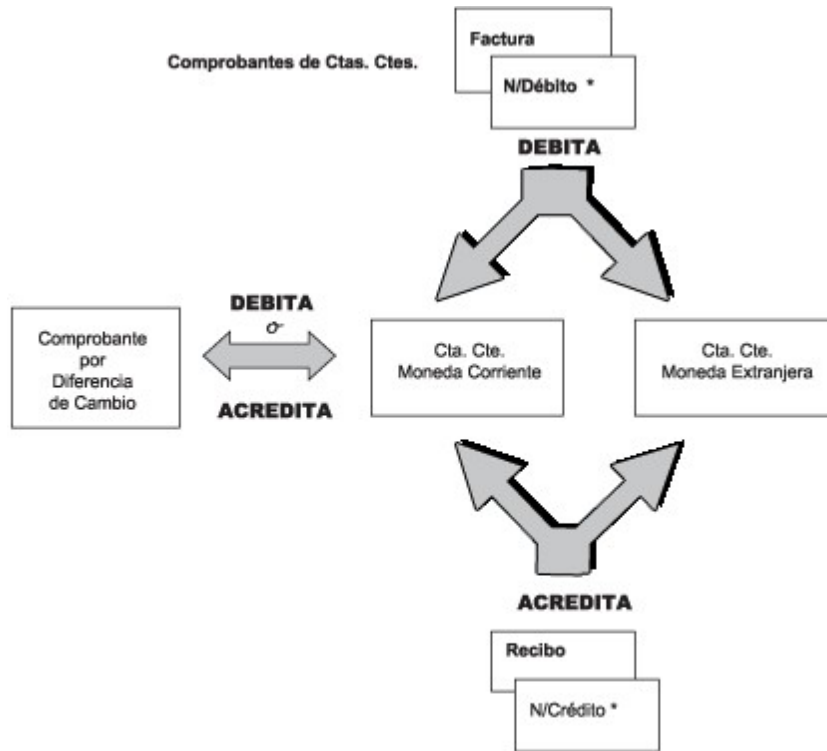 Factura
Comprobantes de Ctas. Ctes.
N/Débito *
DEBITA
DEBITA
o
ACREDITA
Comprobante
por
Diferencia
de Cambio
Cta. Cte.
Moneda Corriente
Cta. Cte.
Moneda Extranjera
ACREDITA
Recibo
N/Crédito *